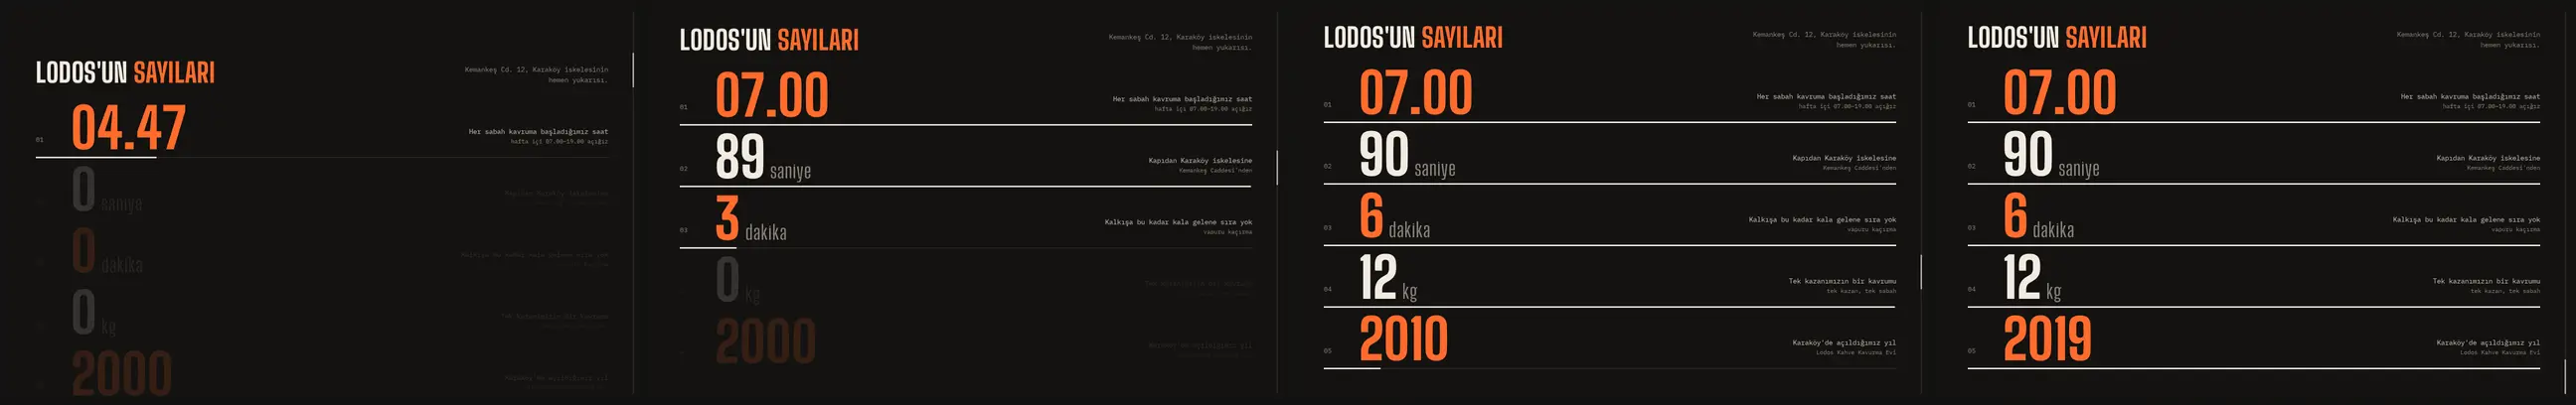 LODOS'UN SAYILARI
Kemankeş Cd. 12, Karaköy iskelesinin
hemen yukarısı.
01
04.47
Her sabah kavruma başladığımız saat
hafta içi 07.00–19.00 açığız
0 saniye
0 dakika
0 kg
2000
LODOS'UN SAYILARI
Kemankeş Cd. 12, Karaköy iskelesinin
hemen yukarısı.
01
07.00
Her sabah kavruma başladığımız saat
hafta içi 07.00–19.00 açığız
02
89 saniye
Kapıdan Karaköy iskelesine
Kemankeş Caddesi'nden
03
3 dakika
Kalkışa bu kadar kala gelene sıra yok
vapuru kaçırma
0 kg
2000
LODOS'UN SAYILARI
Kemankeş Cd. 12, Karaköy iskelesinin
hemen yukarısı.
01
07.00
Her sabah kavruma başladığımız saat
hafta içi 07.00–19.00 açığız
02
90 saniye
Kapıdan Karaköy iskelesine
Kemankeş Caddesi'nden
03
6 dakika
Kalkışa bu kadar kala gelene sıra yok
vapuru kaçırma
04
12 kg
Tek kazanımızın bir kavrumu
tek kazan, tek sabah
05
2010
Karaköy'de açıldığımız yıl
Lodos Kahve Kavurma Evi
LODOS'UN SAYILARI
Kemankeş Cd. 12, Karaköy iskelesinin
hemen yukarısı.
01
07.00
Her sabah kavruma başladığımız saat
hafta içi 07.00–19.00 açığız
02
90 saniye
Kapıdan Karaköy iskelesine
Kemankeş Caddesi'nden
03
6 dakika
Kalkışa bu kadar kala gelene sıra yok
vapuru kaçırma
04
12 kg
Tek kazanımızın bir kavrumu
tek kazan, tek sabah
05
2019
Karaköy'de açıldığımız yıl
Lodos Kahve Kavurma Evi